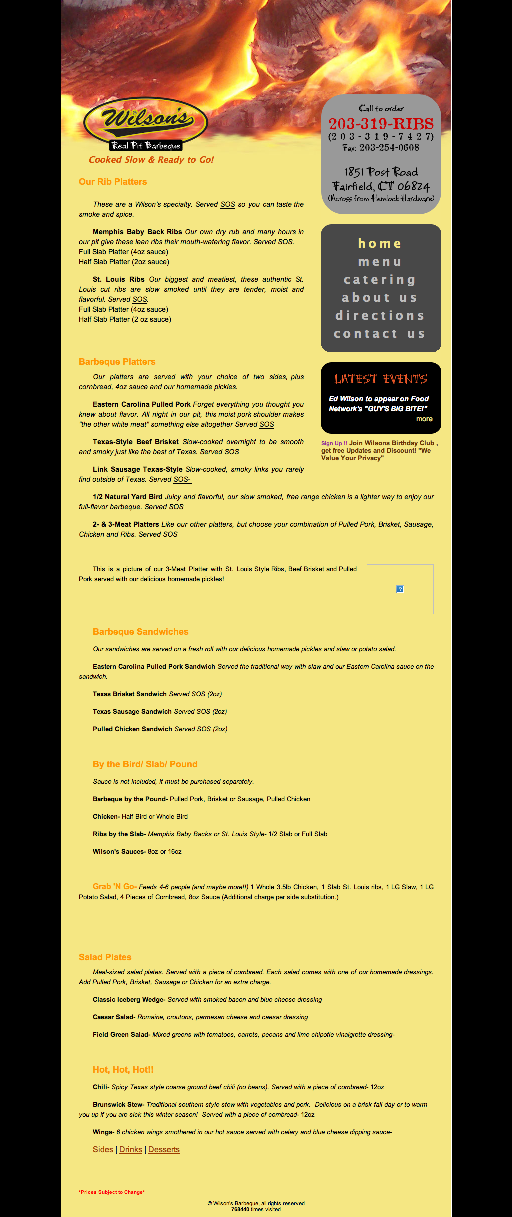 Wilson's
Real Pit Barbeque
Cooked Slow & Ready to Go!
Call to order
203-319-RIBS
(203-319-7427)
Fax: 203-254-0608
1851 Post Road
Fairfield, CT 06824
(Across from Hemlock Hardware)
home
menu
catering
about us
directions
contact us
LATEST EVENTS
Ed Wilson to appear on Food
Network's "GUY'S BIG BITE!"
more
Sign Up !! Join Wilsons Birthday Club ,
get free Updates and Discount! "We
Value Your Privacy"
Our Rib Platters
These are a Wilson's specialty. Served SOS so you can taste the
smoke and spice.
Memphis Baby Back Ribs Our own dry rub and many hours in
our pit give these lean ribs their mouth-watering flavor. Served SOS.
Full Slab Platter (4oz sauce)
Half Slab Platter (2oz sauce)
St. Louis Ribs Our biggest and meatiest, these authentic St.
Louis cut ribs are slow smoked until they are tender, moist and
flavorful. Served SOS.
Full Slab Platter (4oz sauce)
Half Slab Platter (2 oz sauce)
Barbeque Platters
Our platters are served with your choice of two sides, plus
cornbread, 4oz sauce and our homemade pickles.
Eastern Carolina Pulled Pork Forget everything you thought you
knew about flavor. All night in our pit, this moist pork shoulder makes
"the other white meat" something else altogether Served SOS
Texas-Style Beef Brisket Slow-cooked overnight to be smooth
and smoky just like the best of Texas. Served SOS
Link Sausage Texas-Style Slow-cooked, smoky links you rarely
find outside of Texas. Served SOS-
1/2 Natural Yard Bird Juicy and flavorful, our slow smoked, free range chicken is a lighter way to enjoy our
full-flavor barbeque. Served SOS
2- & 3-Meat Platters Like our other platters, but choose your combination of Pulled Pork, Brisket, Sausage,
Chicken and Ribs. Served SOS
This is a picture of our 3-Meat Platter with St. Louis Style Ribs, Beef Brisket and Pulled
Pork served with our delicious homemade pickles!
Barbeque Sandwiches
Our sandwiches are served on a fresh roll with our delicious homemade pickles and slaw or potato salad.
Eastern Carolina Pulled Pork Sandwich Served the traditional way with slaw and our Eastern Carolina sauce on the
sandwich.
Texas Brisket Sandwich Served SOS (2oz)
Texas Sausage Sandwich Served SOS (2oz)
Pulled Chicken Sandwich Served SOS (2oz)
By the Bird/ Slab/ Pound
Sauce is not included, it must be purchased separately.
Barbeque by the Pound- Pulled Pork, Brisket or Sausage, Pulled Chicken
Chicken- Half Bird or Whole Bird
Ribs by the Slab- Memphis Baby Backs or St. Louis Style- 1/2 Slab or Full Slab
Wilson's Sauces- 8oz or 16oz
Grab 'N Go- Feeds 4-6 people (and maybe more!!) 1 Whole 3.5lb Chicken, 1 Slab St. Louis ribs, 1 LG Slaw, 1 LG
Potato Salad, 4 Pieces of Cornbread, 8oz Sauce (Additional charge per side substitution.)
Salad Plates
Meal-sized salad plates. Served with a piece of cornbread. Each salad comes with one of our homemade dressings.
Add Pulled Pork, Brisket, Sausage or Chicken for an extra charge.
Classic Iceberg Wedge- Served with smoked bacon and blue cheese dressing
Caesar Salad- Romaine, croutons, parmesan cheese and caesar dressing
Field Green Salad- Mixed greens with tomatoes, carrots, pecans and lime chipotle vinaigrette dressing
Hot, Hot, Hot!!
Chili- Spicy Texas style coarse ground beef chili (no beans). Served with a piece of cornbread- 12oz
Brunswick Stew- Traditional southern style stew with vegetables and pork. Delicious on a brisk fall day or to warm
you up if you are sick this winter season! Served with a piece of cornbread- 12oz
Wings- 6 chicken wings smothered in our hot sauce served with celery and blue cheese dipping sauce-
Sides | Drinks | Desserts
*Prices Subject to Change*
© Wilson's Barbeque, all rights reserved
768440 times visited